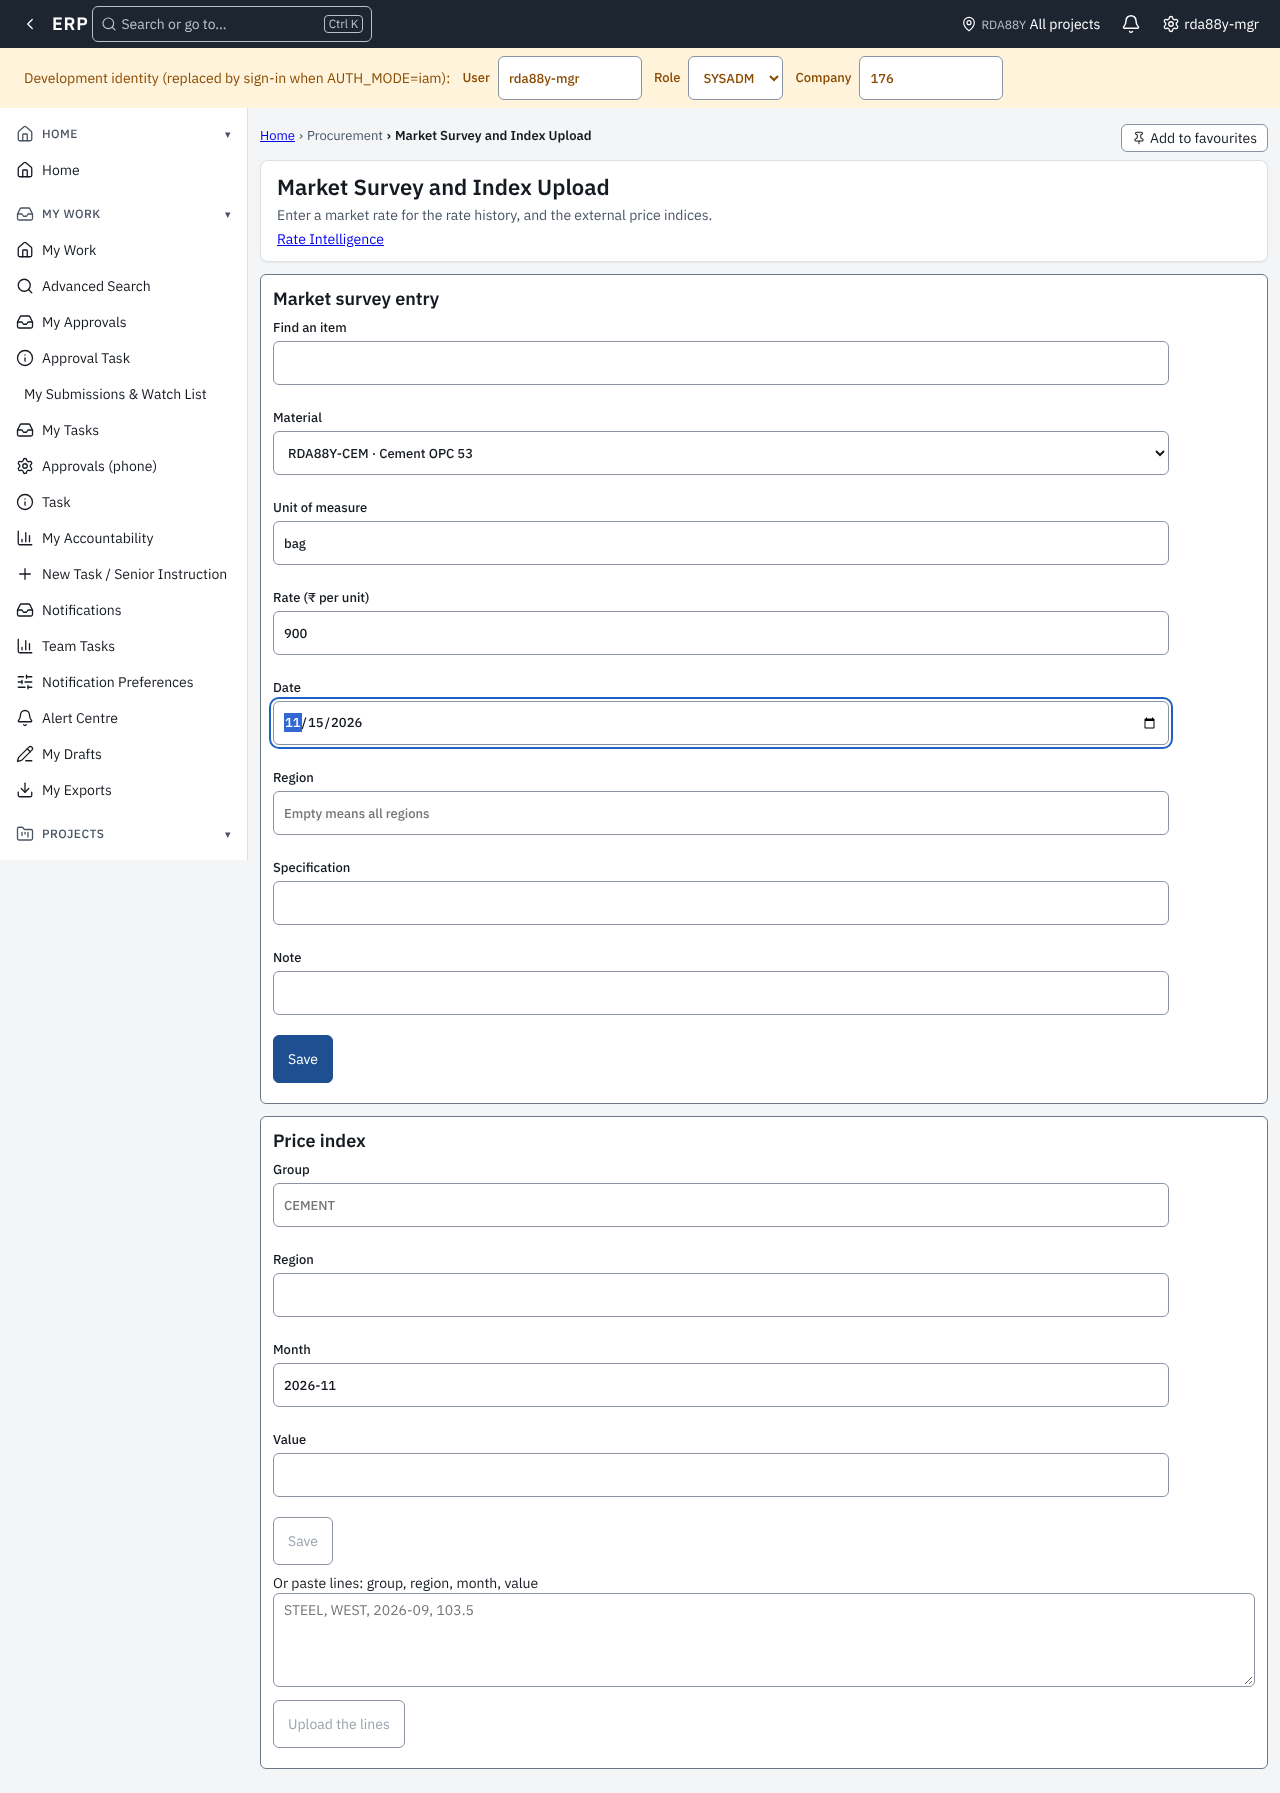 ERP
Search or go to...
Ctrl K
RDA88Y All projects
rda88y-mgr
Development identity (replaced by sign-in when AUTH_MODE=iam):
User
rda88y-mgr
Role
SYSADM
Company
176
HOME
Home
MY WORK
My Work
Advanced Search
My Approvals
Approval Task
My Submissions & Watch List
My Tasks
Approvals (phone)
Task
My Accountability
New Task / Senior Instruction
Notifications
Team Tasks
Notification Preferences
Alert Centre
My Drafts
My Exports
PROJECTS
Home › Procurement › Market Survey and Index Upload
Add to favourites
Market Survey and Index Upload
Enter a market rate for the rate history, and the external price indices.
Rate Intelligence
Market survey entry
Find an item
Material
RDA88Y-CEM · Cement OPC 53
Unit of measure
bag
Rate (₹ per unit)
900
Date
11/15/2026
Region
Empty means all regions
Specification
Note
Save
Price index
Group
CEMENT
Region
Month
2026-11
Value
Save
Or paste lines: group, region, month, value
STEEL, WEST, 2026-09, 103.5
Upload the lines